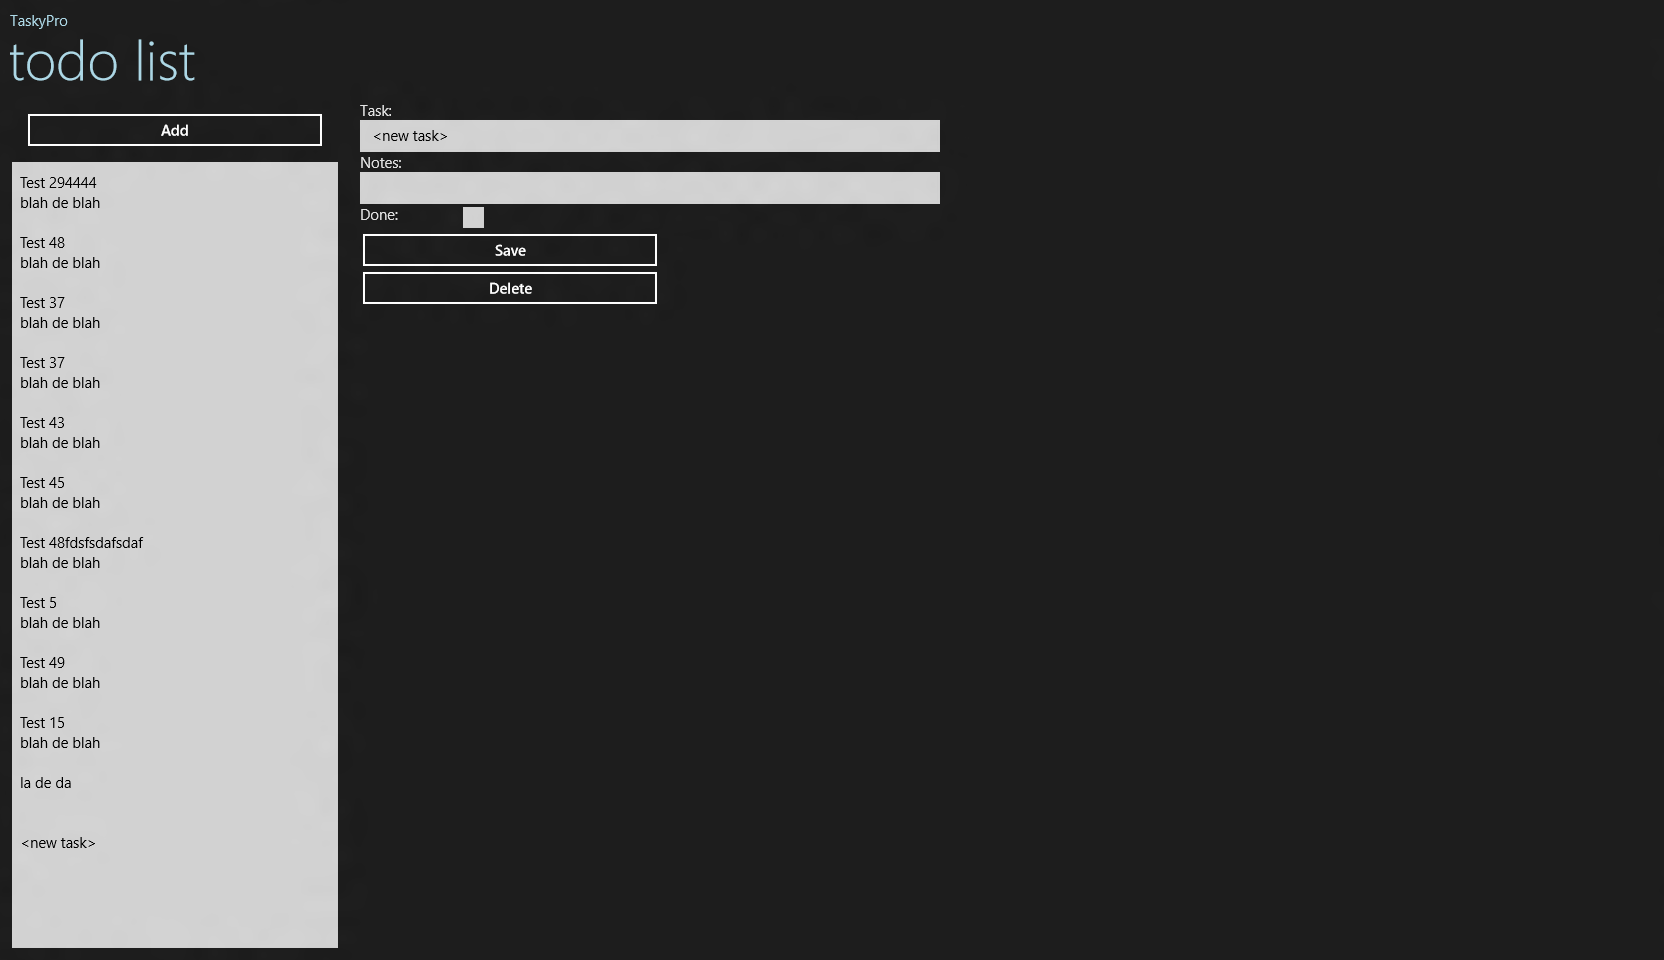 TaskyPro
todo list
Add
Test 294444
blah de blah
Test 48
blah de blah
Test 37
blah de blah
Test 37
blah de blah
Test 43
blah de blah
Test 45
blah de blah
Test 48fdsfsdafsdaf
blah de blah
Test 5
blah de blah
Test 49
blah de blah
Test 15
blah de blah
la de da
<new task>
Task:
<new task>
Notes:
Done:
Save
Delete